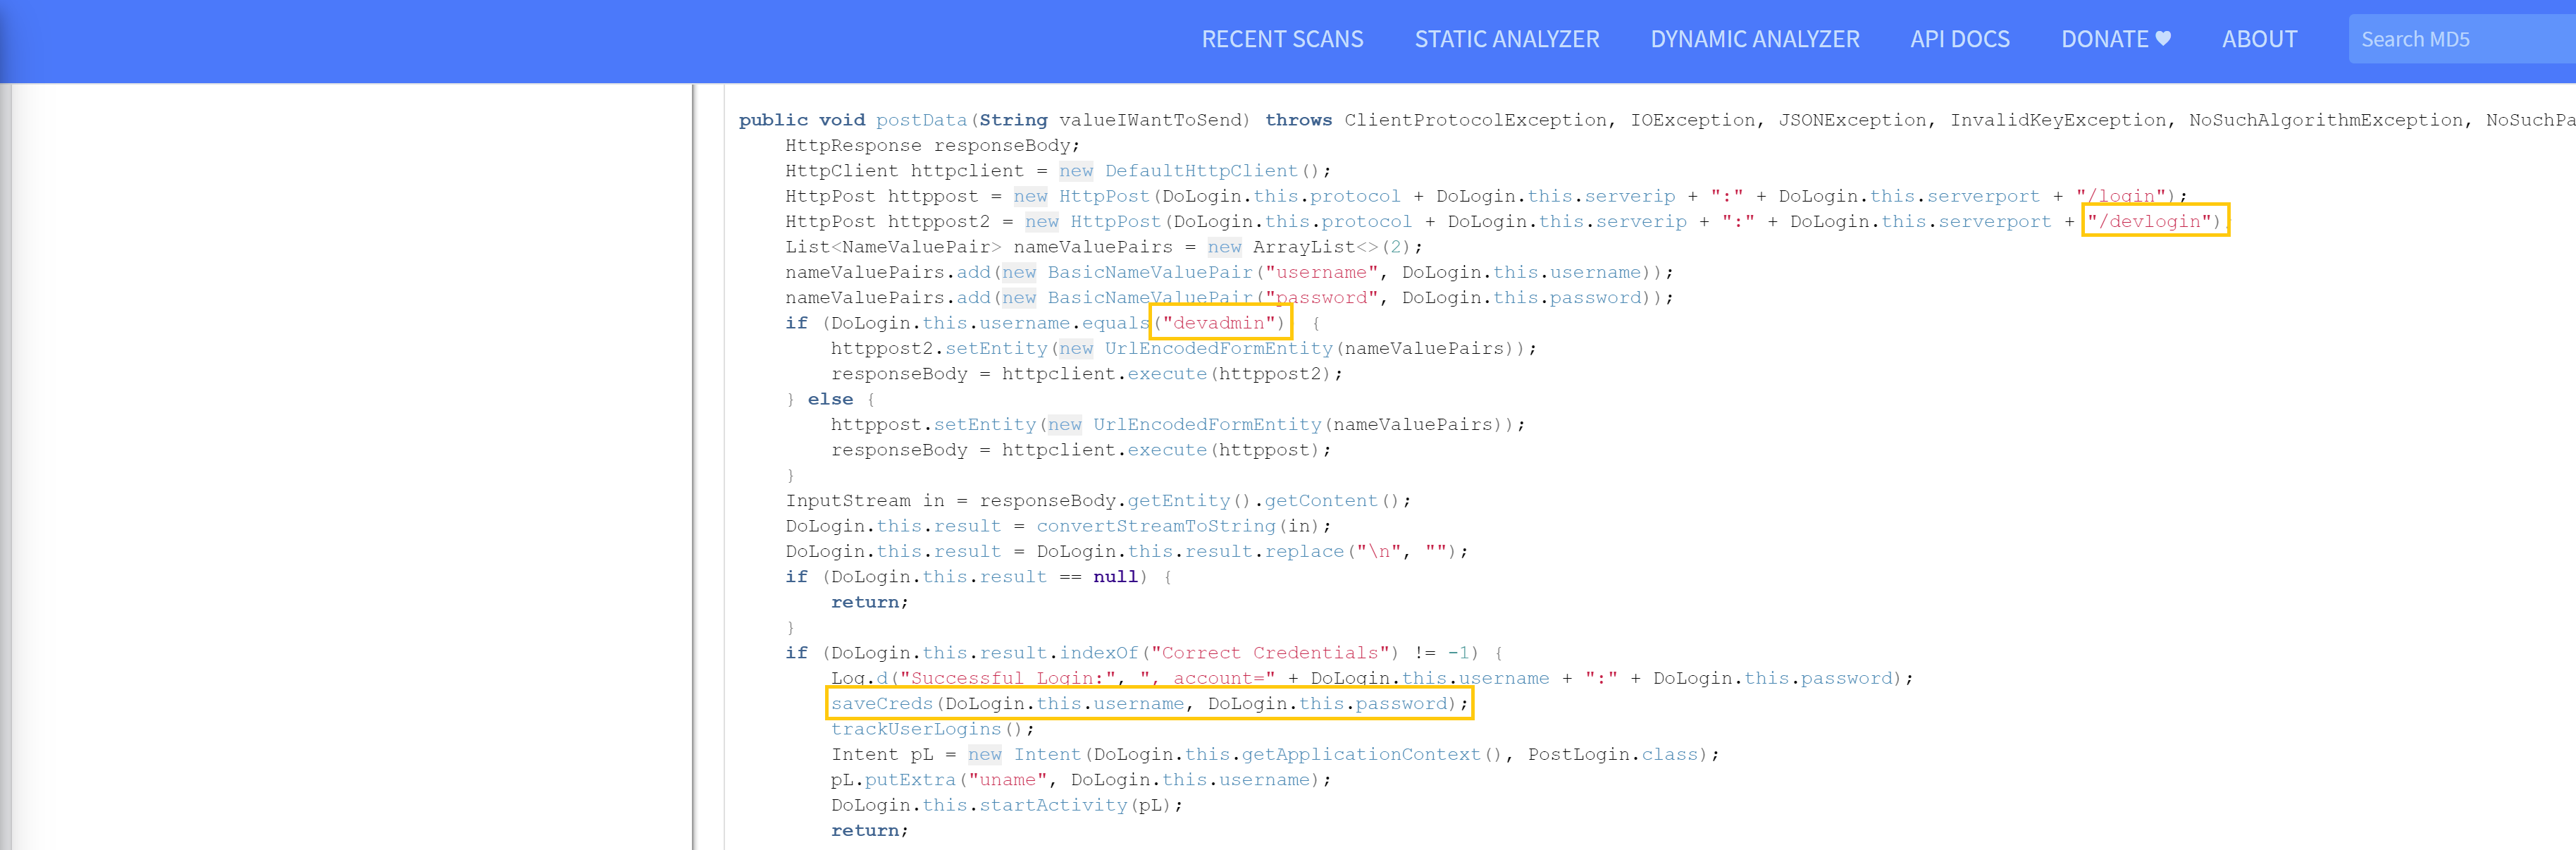 RECENT SCANS STATIC ANALYZER DYNAMIC ANALYZER API DOCS DONATE ♥ ABOUT Search MD5
public void postData(String valueIWantToSend) throws ClientProtocolException, IOException, JSONException, InvalidKeyException, NoSuchAlgorithmException, NoSuchPa
HttpResponse responseBody;
HttpClient httpclient = new DefaultHttpClient();
HttpPost httppost = new HttpPost(DoLogin.this.protocol + DoLogin.this.serverip + ":" + DoLogin.this.serverport + "/login");
HttpPost httppost2 = new HttpPost(DoLogin.this.protocol + DoLogin.this.serverip + ":" + DoLogin.this.serverport + "/devlogin")
List<NameValuePair> nameValuePairs = new ArrayList<>(2);
nameValuePairs.add(new BasicNameValuePair("username", DoLogin.this.username));
nameValuePairs.add(new BasicNameValuePair("password", DoLogin.this.password));
if (DoLogin.this.username.equals("devadmin") {
httppost2.setEntity(new UrlEncodedFormEntity(nameValuePairs));
responseBody = httpclient.execute(httppost2);
} else {
httppost.setEntity(new UrlEncodedFormEntity(nameValuePairs));
responseBody = httpclient.execute(httppost);
}
InputStream in = responseBody.getEntity().getContent();
DoLogin.this.result = convertStreamToString(in);
DoLogin.this.result = DoLogin.this.result.replace("\n", "");
if (DoLogin.this.result == null) {
return;
}
if (DoLogin.this.result.indexOf("Correct Credentials") != -1) {
Log.d("Successful Login:", ", account=" + DoLogin.this.username + ":" + DoLogin.this.password);
saveCreds(DoLogin.this.username, DoLogin.this.password);
trackUserLogins();
Intent pL = new Intent(DoLogin.this.getApplicationContext(), PostLogin.class);
pL.putExtra("uname", DoLogin.this.username);
DoLogin.this.startActivity(pL);
return;